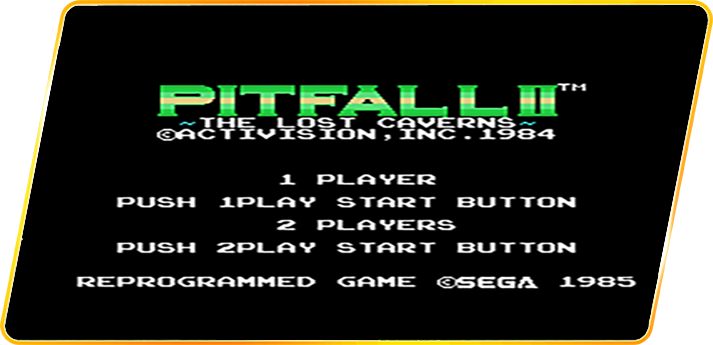 PITFALL II™
~THE LOST CAVERNS~
©ACTIVISION,INC.1984
1 PLAYER
PUSH 1PLAY START BUTTON
2 PLAYERS
PUSH 2PLAY START BUTTON
REPROGRAMMED GAME ©SEGA 1985